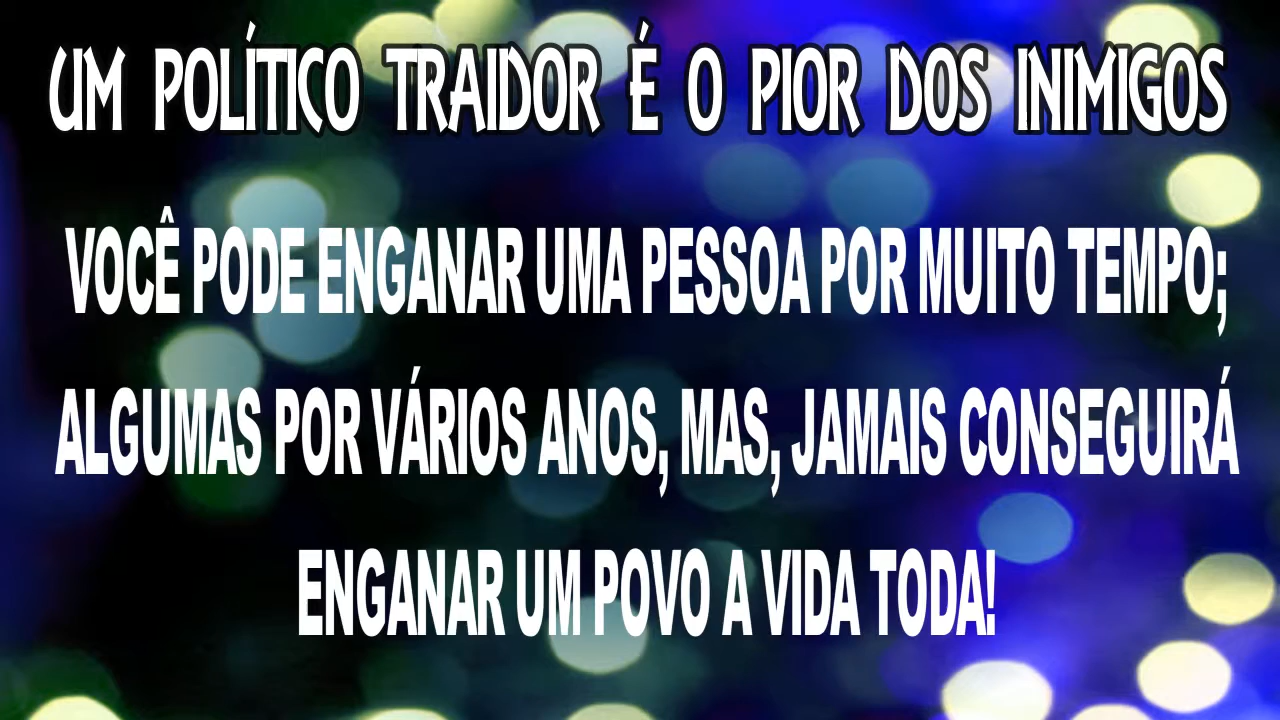 UM POLÍTICO TRAIDOR É O PIOR DOS INIMIGOS
VOCÊ PODE ENGANAR UMA PESSOA POR MUITO TEMPO;
ALGUMAS POR VÁRIOS ANOS, MAS, JAMAIS CONSEGUIRÁ
ENGANAR UM POVO A VIDA TODA!